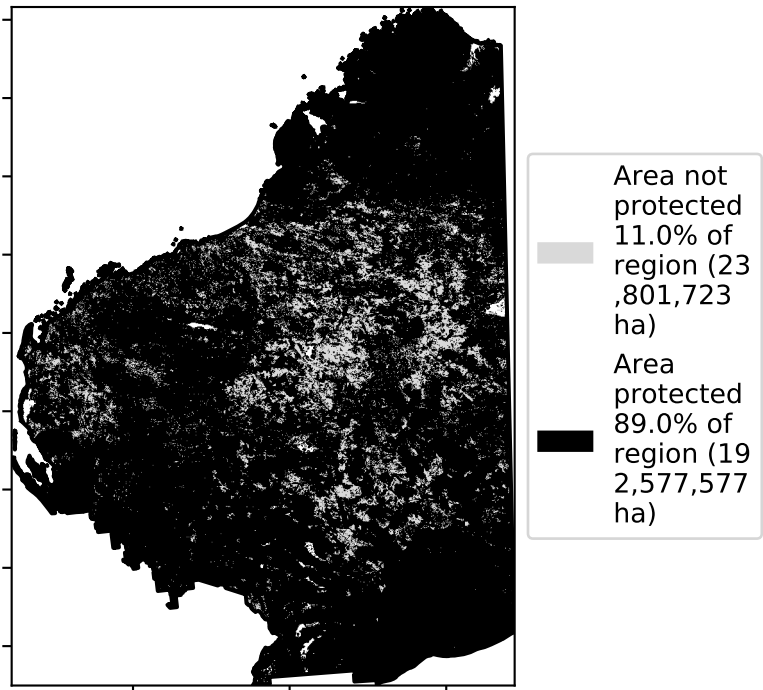 Area not
protected
11.0% of
region (23
,801,723
ha)
Area
protected
89.0% of
region (19
2,577,577
ha)